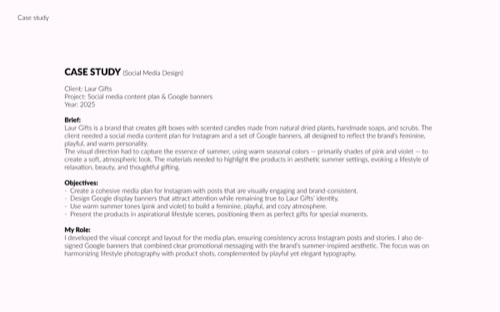 Case study
CASE STUDY (Social Media Design)
Client: Laur Gifts
Project: Social media content plan & Google banners
Year: 2025
Brief:
Laur Gifts is a brand that creates gift boxes with scented candles made from natural dried plants, handmade soaps, and scrubs. The
client needed a social media content plan for Instagram and a set of Google banners, all designed to reflect the brand's feminine,
playful, and warm personality.
The visual direction had to capture the essence of summer, using warm seasonal colors — primarily shades of pink and violet — to
create a soft, atmospheric look. The materials needed to highlight the products in aesthetic summer settings, evoking a lifestyle of
relaxation, beauty, and thoughtful gifting.
Objectives:
- Create a cohesive media plan for Instagram with posts that are visually engaging and brand-consistent.
- Design Google display banners that attract attention while remaining true to Laur Gifts' identity.
- Use warm summer tones (pink and violet) to build a feminine, playful, and cozy atmosphere.
- Present the products in aspirational lifestyle scenes, positioning them as perfect gifts for special moments.
My Role:
I developed the visual concept and layout for the media plan, ensuring consistency across Instagram posts and stories. I also de-
signed Google banners that combined clear promotional messaging with the brand's summer-inspired aesthetic. The focus was on
harmonizing lifestyle photography with product shots, complemented by playful yet elegant typography.